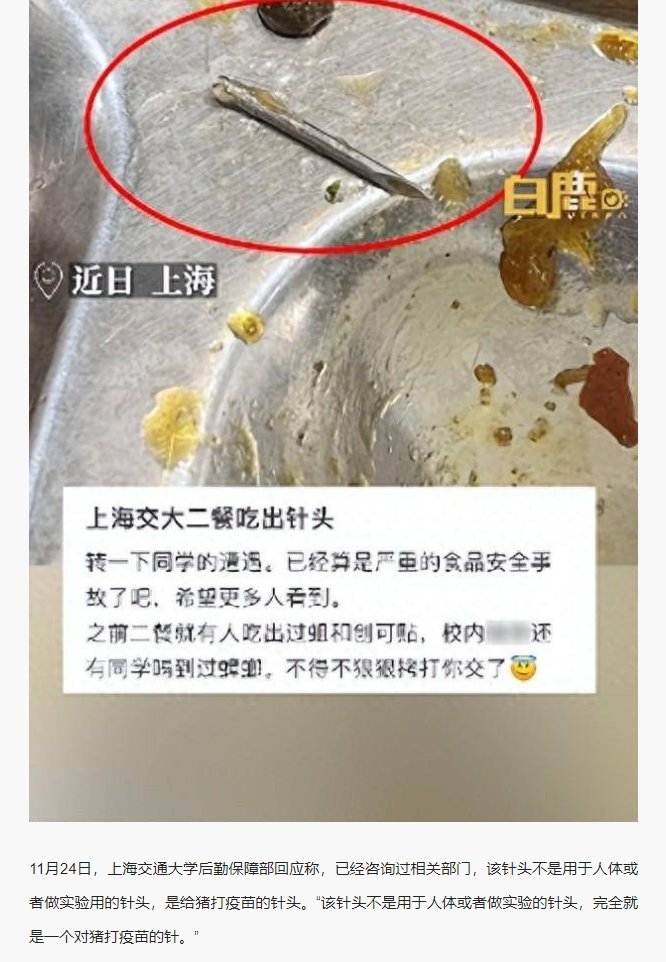 白鹿
近日 上海
上海交大二餐吃出针头
转一下同学的遭遇。已经算是严重的食品安全事
故了吧，希望更多人看到。
之前二餐就有人吃出过蛆和创可贴，校内
还
有同学喝到过蟑螂。不得不狠狠拷打你交了😇
11月24日，上海交通大学后勤保障部回应称，已经咨询过相关部门，该针头不是用于人体或
者做实验用的针头，是给猪打疫苗的针头。“该针头不是用于人体或者做实验的针头，完全就
是一个对猪打疫苗的针。”